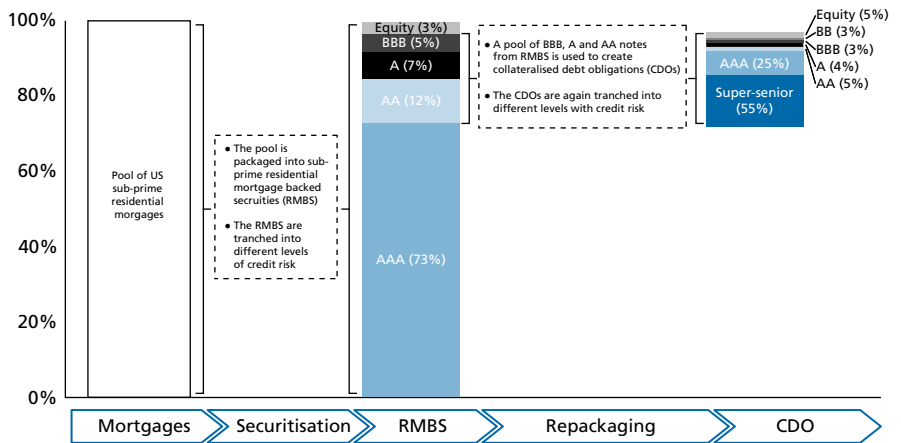 100%
80%
60%
40%
20%
0%
Pool of US
sub-prime
residential
morgages
• The pool is
packaged into sub-
prime residential
mortgage backed
secruities (RMBS)
• The RMBS are
tranched into
different levels
of credit risk
Equity (3%)
BBB (5%)
A (7%)
AA (12%)
AAA (73%)
• A pool of BBB, A and AA notes
from RMBS is used to create
collateralised debt obligations (CDOs)
• The CDOs are again tranched into
different levels with credit risk
Equity (5%)
BB (3%)
BBB (3%)
A (4%)
AA (5%)
AAA (25%)
Super-senior
(55%)
Mortgages
Securitisation
RMBS
Repackaging
CDO